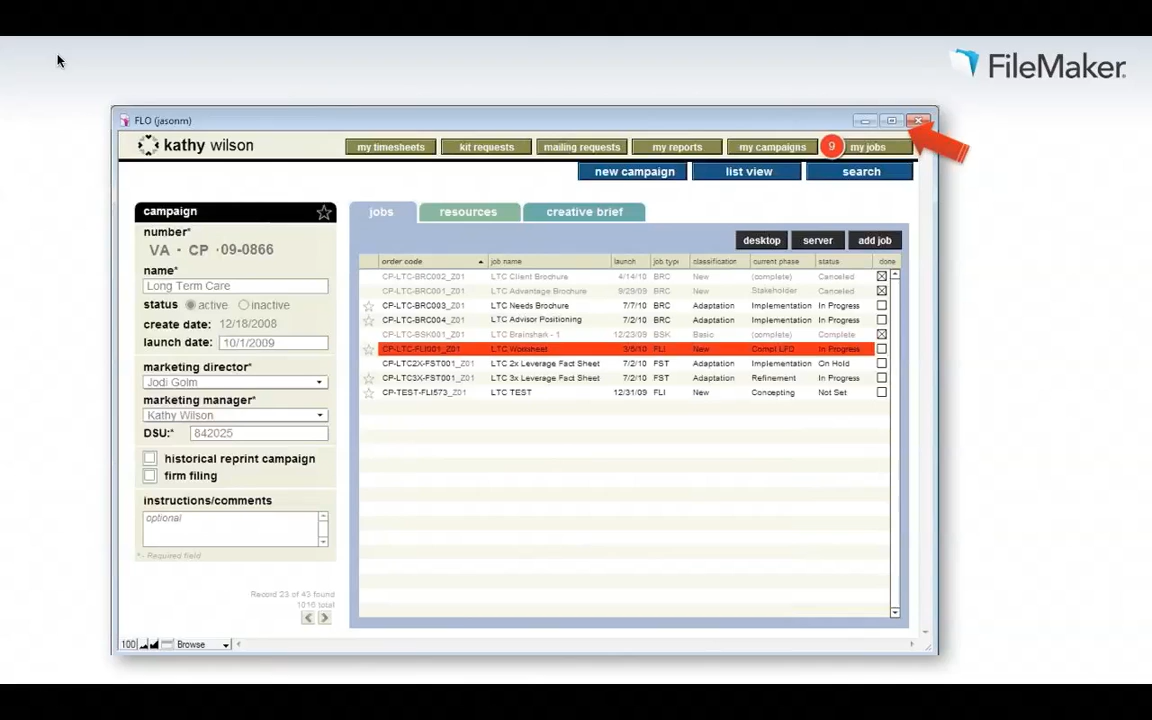 FileMaker.
FLO (jasonm)
kathy wilson
my timesheets
kit requests
mailing requests
my reports
my campaigns
9
my jobs
new campaign
list view
search
campaign
number*
VA · CP ·09-0866
name*
Long Term Care
status active inactive
create date: 12/18/2008
launch date: 10/1/2009
marketing director*
Jodi Golm
marketing manager*
Kathy Wilson
DSU:* 842025
historical reprint campaign
firm filing
instructions/comments
optional
*- Required field
Record 23 of 43 found
1016 total
jobs
resources
creative brief
desktop
server
add job
order code job name launch job type classification current phase status done
CP-LTC-BRC002_Z01 LTC Client Brochure 4/14/10 BRC New (complete) Canceled
CP-LTC-BRC001_Z01 LTC Advantage Brochure 9/29/09 BRC New Stakeholder Canceled
CP-LTC-BRC003_Z01 LTC Needs Brochure 7/7/10 BRC Adaptation Implementation In Progress
CP-LTC-BRC004_Z01 LTC Advisor Positioning 7/2/10 BRC Adaptation Implementation In Progress
CP-LTC-BSK001_Z01 LTC Brainshark - 1 12/23/09 BSK Basic (complete) Complete
CP-LTC-FLI001_Z01 LTC Worksheet 3/6/10 FLI New Compl LFD In Progress
CP-LTC2X-FST001_Z01 LTC 2x Leverage Fact Sheet 7/2/10 FST Adaptation Implementation On Hold
CP-LTC3X-FST001_Z01 LTC 3x Leverage Fact Sheet 7/2/10 FST Adaptation Refinement In Progress
CP-TEST-FLI573_Z01 LTC TEST 12/31/09 FLI New Concepting Not Set
100 Browse